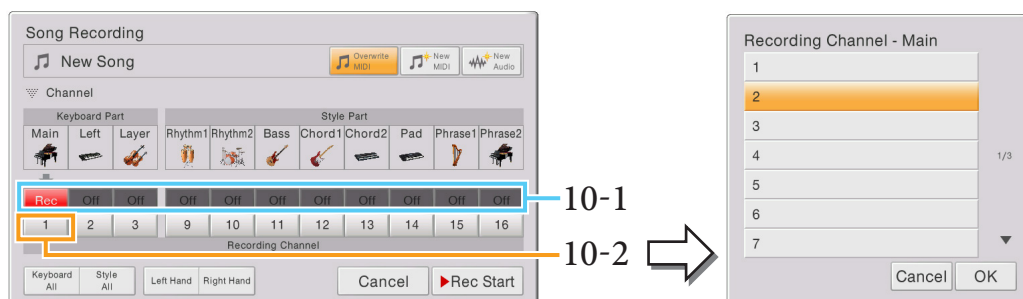 Song Recording
New Song
Overwrite MIDI
New MIDI
New Audio
Channel
Keyboard Part
Style Part
Main Left Layer Rhythm1 Rhythm2 Bass Chord1 Chord2 Pad Phrase1 Phrase2
Rec Off Off Off Off Off Off Off Off Off Off
1 2 3 9 10 11 12 13 14 15 16
Recording Channel
Keyboard All
Style All
Left Hand
Right Hand
Cancel
Rec Start
10-1
10-2
Recording Channel - Main
1
2
3
4
5
6
7
1/3
Cancel OK